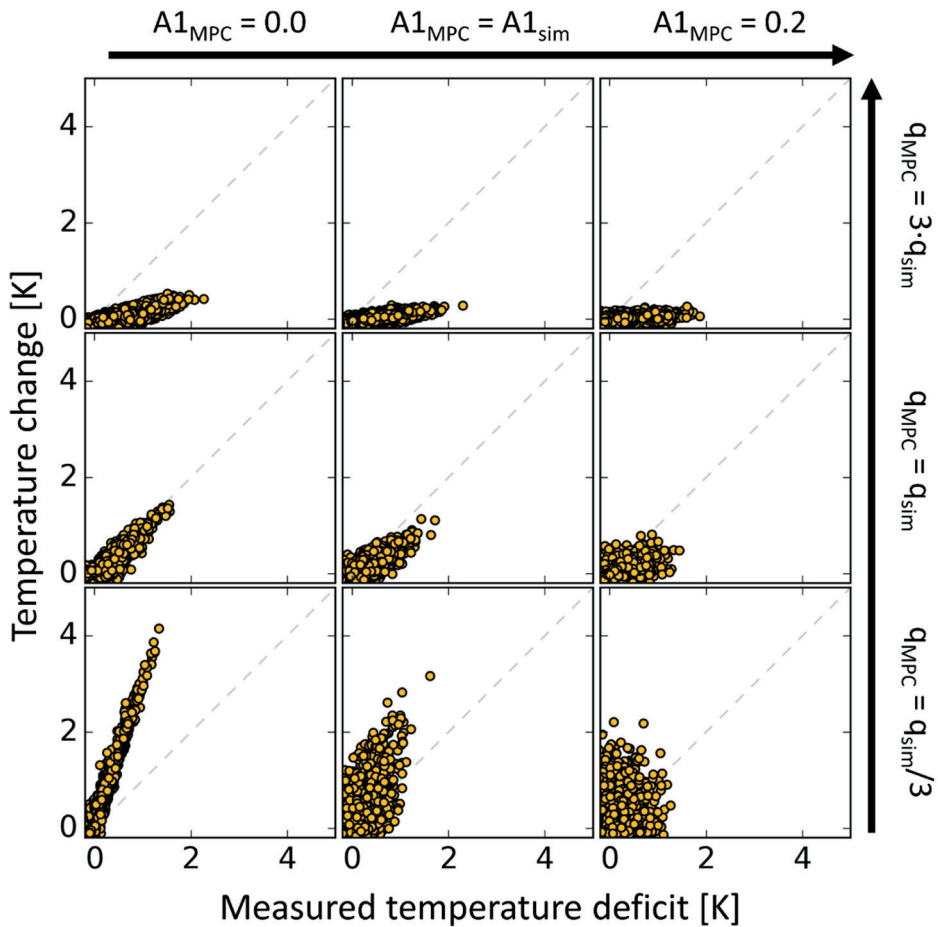 A1MPC = 0.0 A1MPC = A1sim A1MPC = 0.2
4
2
0
qMPC = 3·qsim
4
2
0
qMPC = qsim
4
2
0
qMPC = qsim/3
Temperature change [K]
0 2 4 0 2 4 0 2 4
Measured temperature deficit [K]